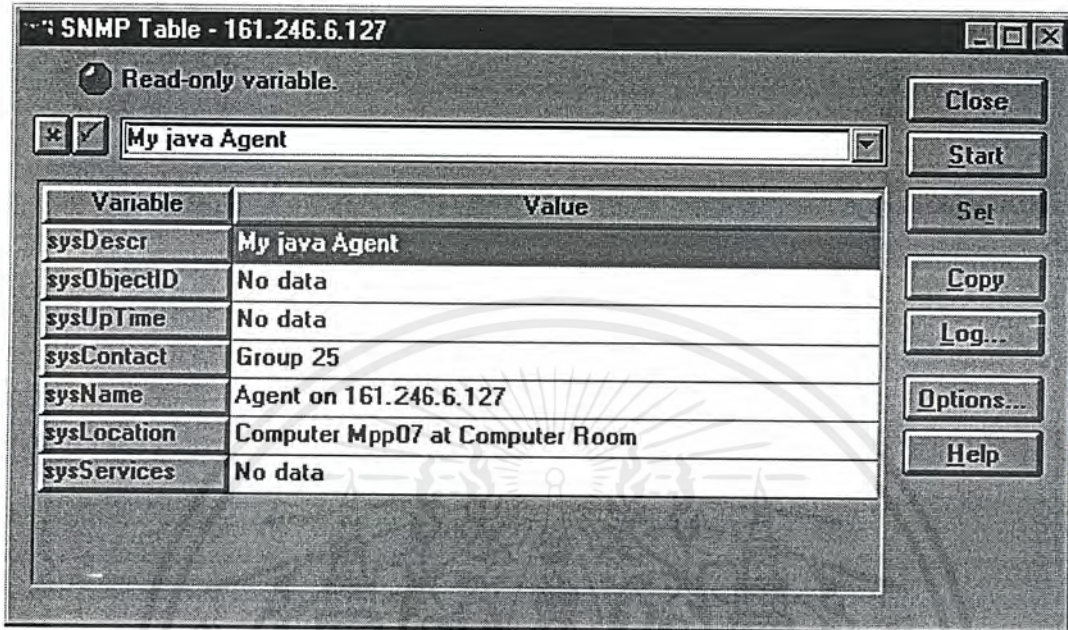 SNMP Table - 161.246.6.127
Read-only variable.
Close
My java Agent
Start
Variable Value
Set
sysDescr My java Agent
sysObjectID No data
Copy
sysUpTime No data
Log...
sysContact Group 25
sysName Agent on 161.246.6.127
Options...
sysLocation Computer Mpp07 at Computer Room
Help
sysServices No data